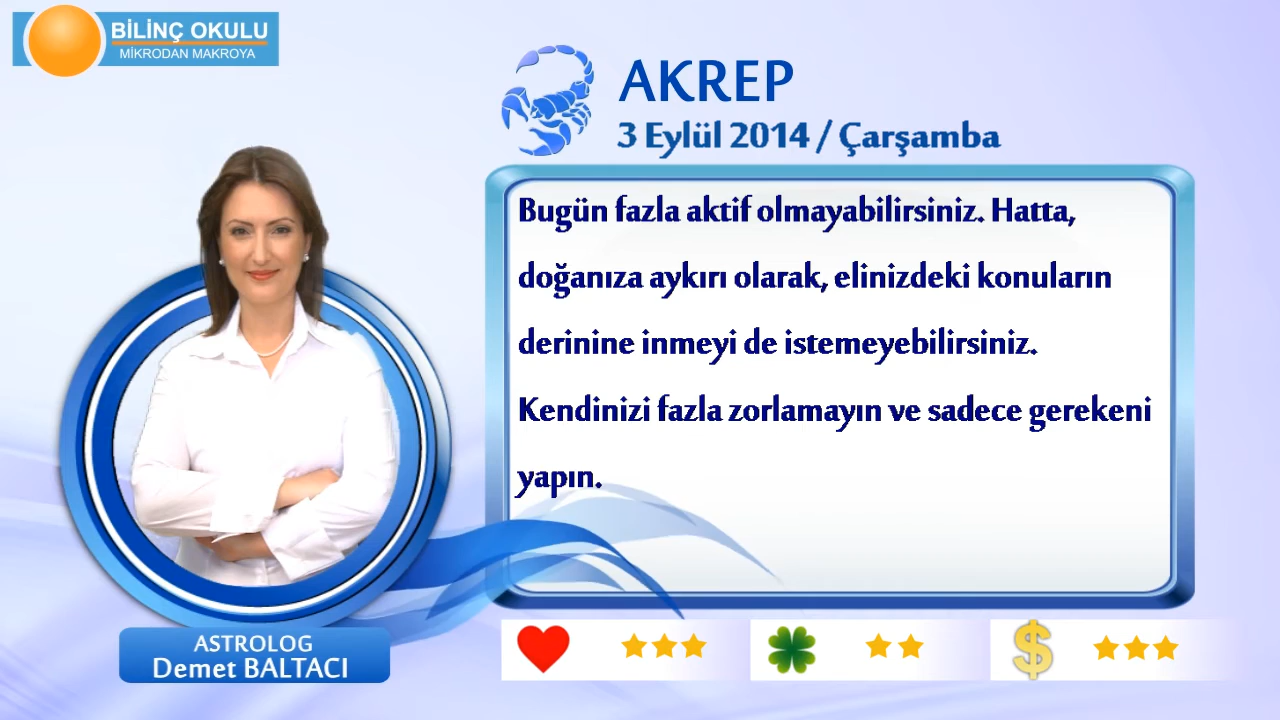 BİLİNÇ OKULU
MİKRODAN MAKROYA
AKREP
3 Eylül 2014 / Çarşamba
Bugün fazla aktif olmayabilirsiniz. Hatta,
doğanıza aykırı olarak, elinizdeki konuların
derinine inmeyi de istemeyebilirsiniz.
Kendinizi fazla zorlamayın ve sadece gerekeni
yapın.
ASTROLOG
Demet BALTACI
$